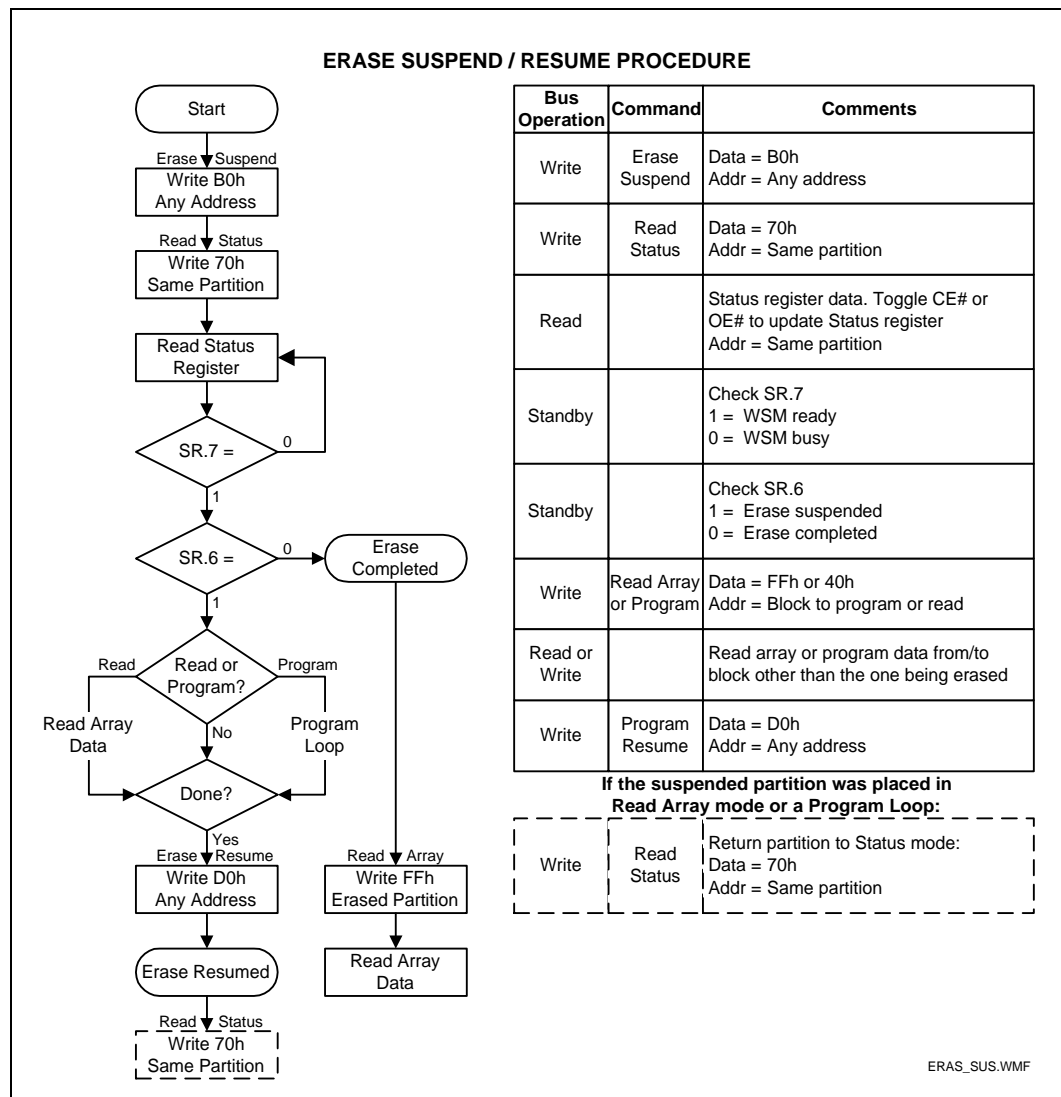 ERASE SUSPEND / RESUME PROCEDURE
Start
Erase Suspend
Write B0h
Any Address
Read Status
Write 70h
Same Partition
Read Status
Register
SR.7 =
0
1
SR.6 =
0
Erase
Completed
1
Read
Read or
Program?
Program
Read Array
Data
No
Program
Loop
Done?
Yes
Erase Resume
Write D0h
Any Address
Read Array
Write FFh
Erased Partition
Erase Resumed
Read Array
Data
Read Status
Write 70h
Same Partition
Bus
Operation
Command
Comments
Write
Erase
Suspend
Data = B0h
Addr = Any address
Write
Read
Status
Data = 70h
Addr = Same partition
Read
Status register data. Toggle CE# or
OE# to update Status register
Addr = Same partition
Standby
Check SR.7
1 = WSM ready
0 = WSM busy
Standby
Check SR.6
1 = Erase suspended
0 = Erase completed
Write
Read Array
or Program
Data = FFh or 40h
Addr = Block to program or read
Read or
Write
Read array or program data from/to
block other than the one being erased
Write
Program
Resume
Data = D0h
Addr = Any address
If the suspended partition was placed in
Read Array mode or a Program Loop:
Write
Read
Status
Return partition to Status mode:
Data = 70h
Addr = Same partition
ERAS_SUS.WMF